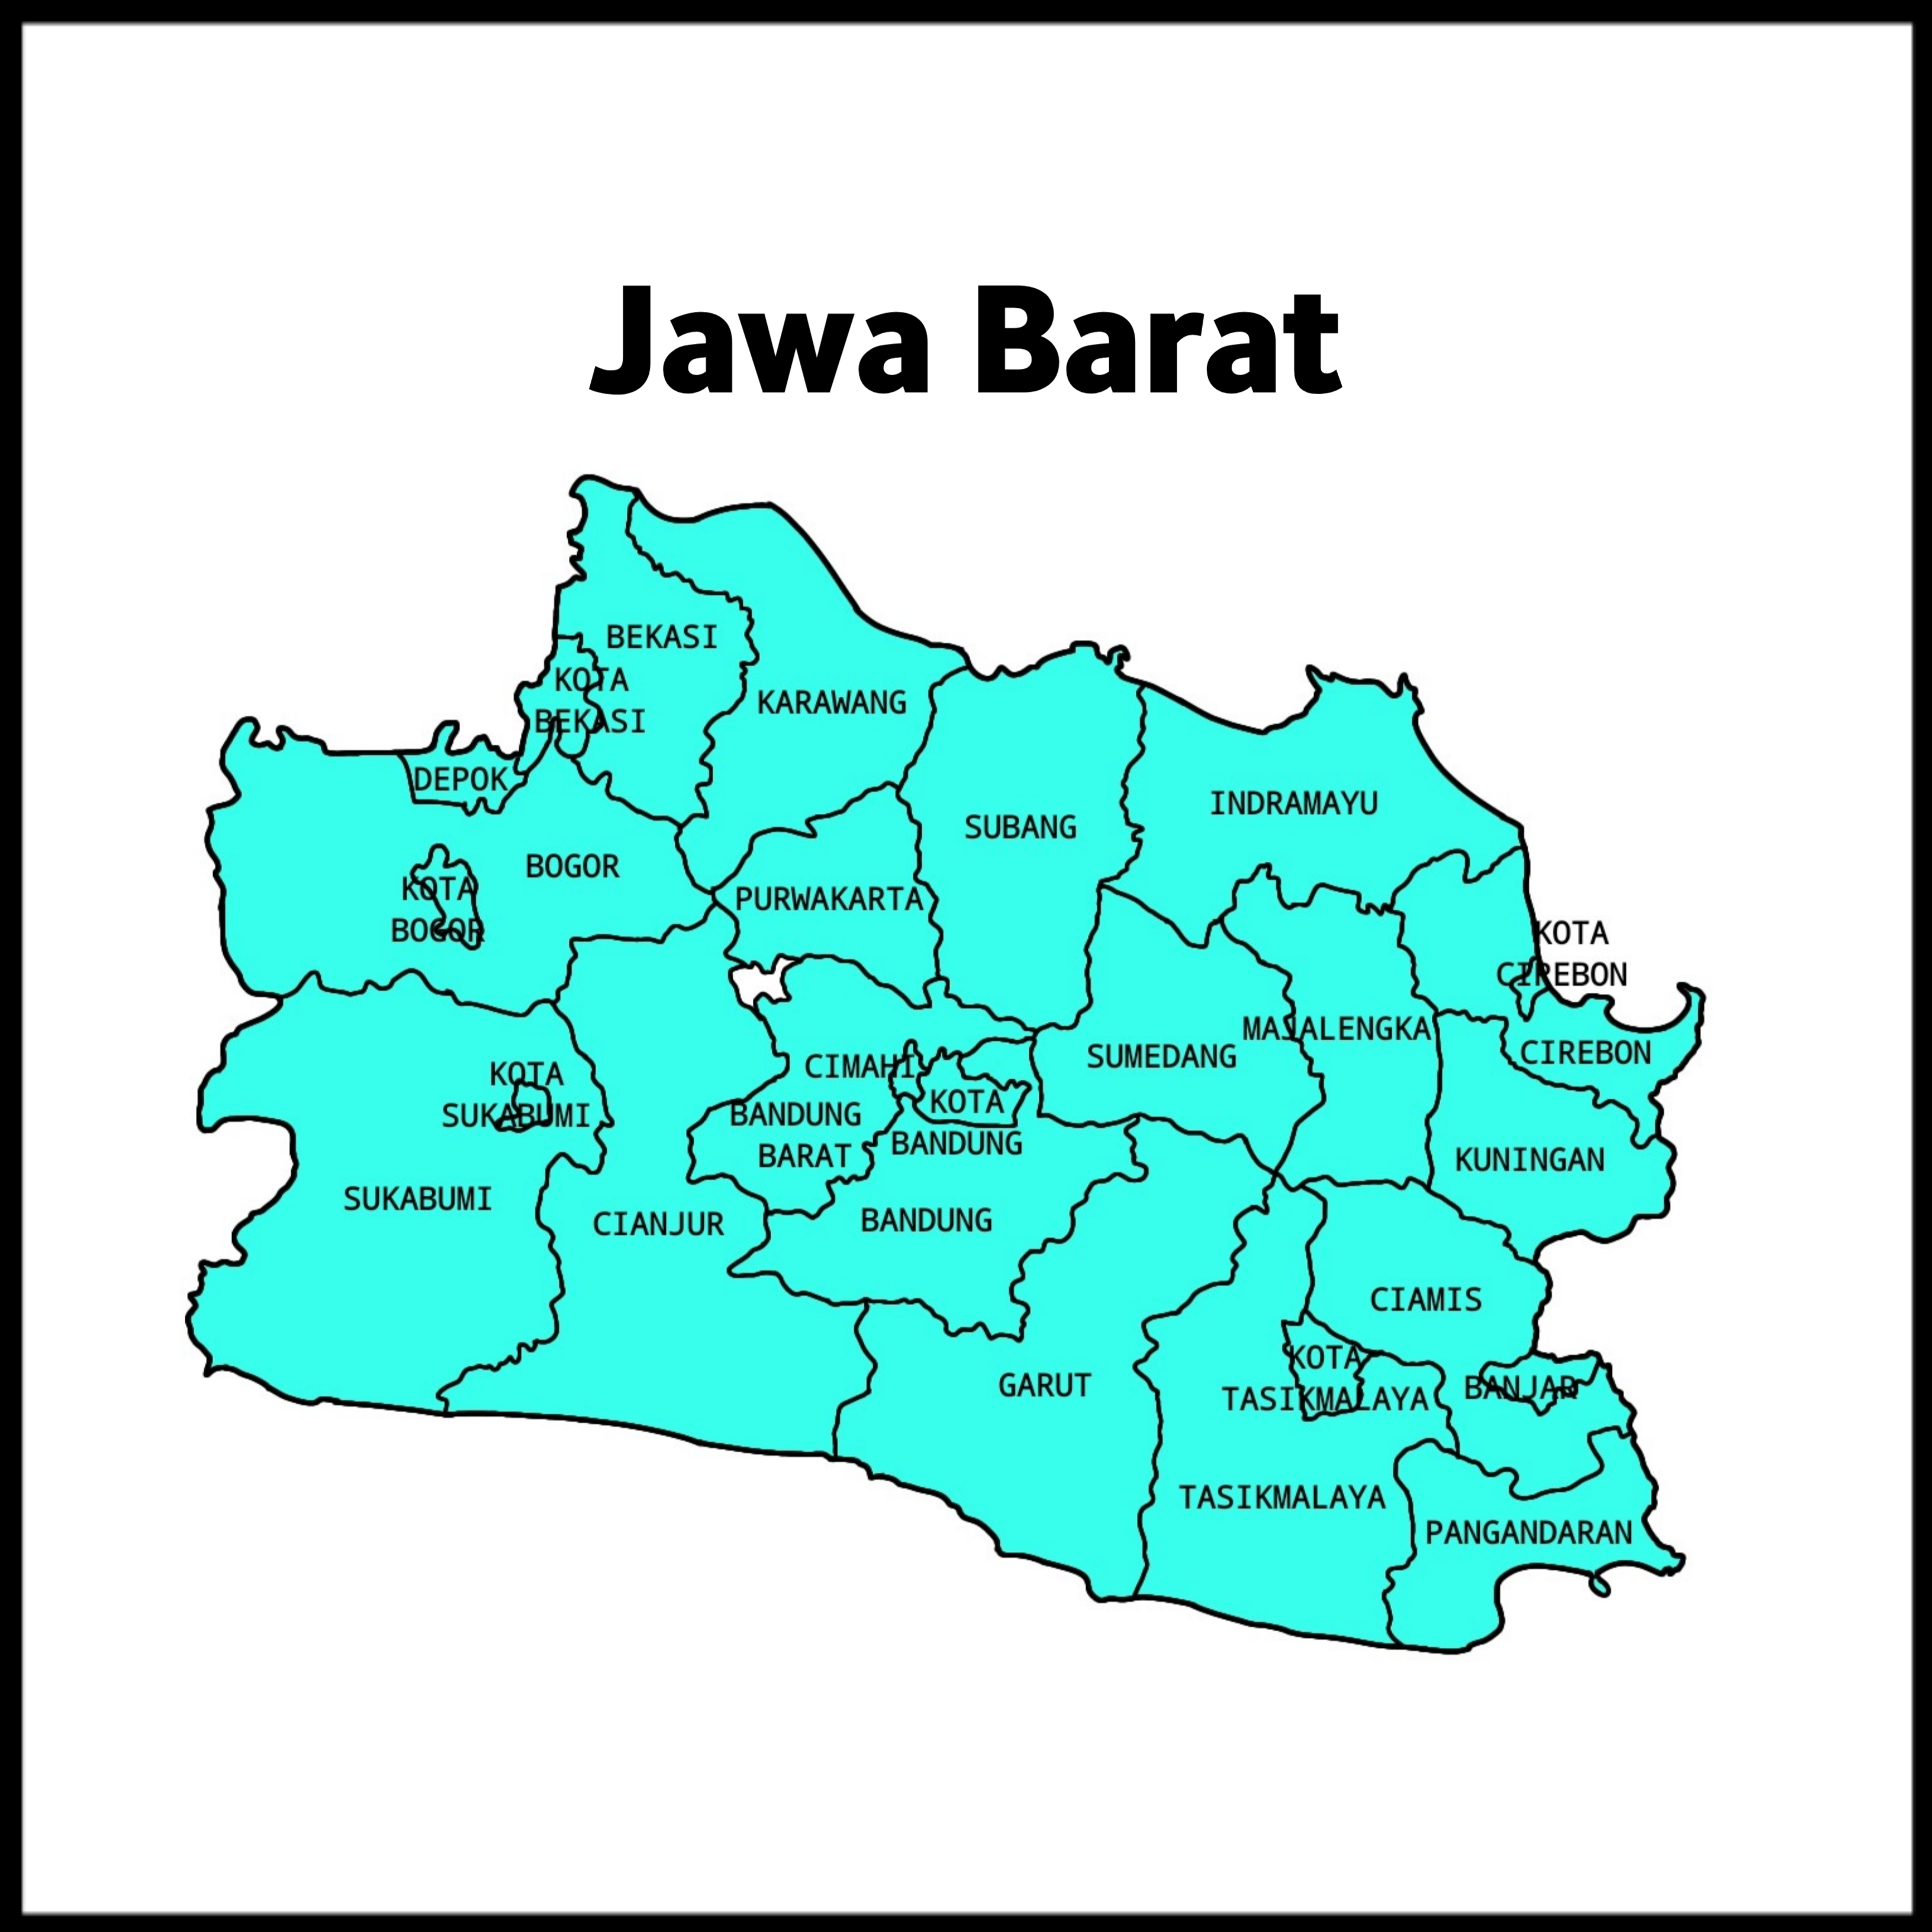 Jawa Barat
BEKASI
KOTA
BEKASI
KARAWANG
DEPOK
INDRAMAYU
SUBANG
BOGOR
KOTA
BOGOR
PURWAKARTA
KOTA
CIREBON
MAJALENGKA
CIREBON
SUMEDANG
CIMAHI
KOTA
SUKABUMI
KOTA
BANDUNG
BANDUNG
BARAT
KUNINGAN
SUKABUMI
CIANJUR
BANDUNG
CIAMIS
KOTA
TASIKMALAYA
GARUT
BANJAR
TASIKMALAYA
PANGANDARAN